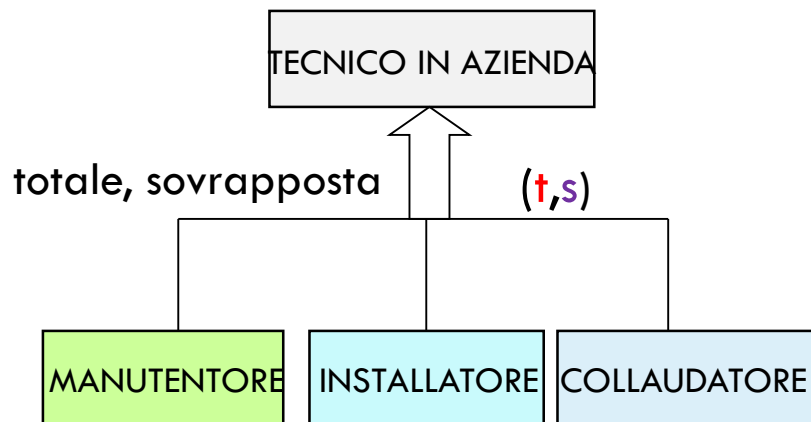 TECNICO IN AZIENDA
totale, sovrapposta (t,s)
MANUTENTORE INSTALLATORE COLLAUDATORE